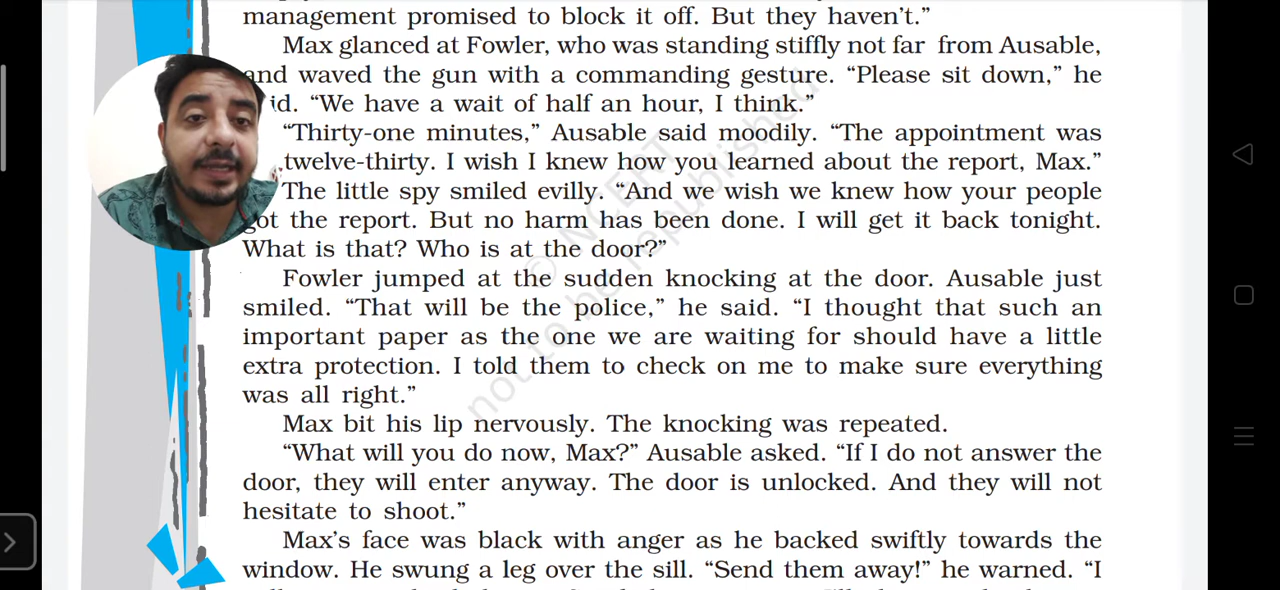 management promised to block it off. But they haven't."
Max glanced at Fowler, who was standing stiffly not far from Ausable,
and waved the gun with a commanding gesture. "Please sit down," he
id. "We have a wait of half an hour, I think."
"Thirty-one minutes," Ausable said moodily. "The appointment was
twelve-thirty. I wish I knew how you learned about the report, Max."
The little spy smiled evilly. "And we wish we knew how your people
got the report. But no harm has been done. I will get it back tonight.
What is that? Who is at the door?"
Fowler jumped at the sudden knocking at the door. Ausable just
smiled. "That will be the police," he said. "I thought that such an
important paper as the one we are waiting for should have a little
extra protection. I told them to check on me to make sure everything
was all right."
Max bit his lip nervously. The knocking was repeated.
"What will you do now, Max?" Ausable asked. "If I do not answer the
door, they will enter anyway. The door is unlocked. And they will not
hesitate to shoot."
Max's face was black with anger as he backed swiftly towards the
window. He swung a leg over the sill. "Send them away!" he warned. "I
© NCERT
not to be republished